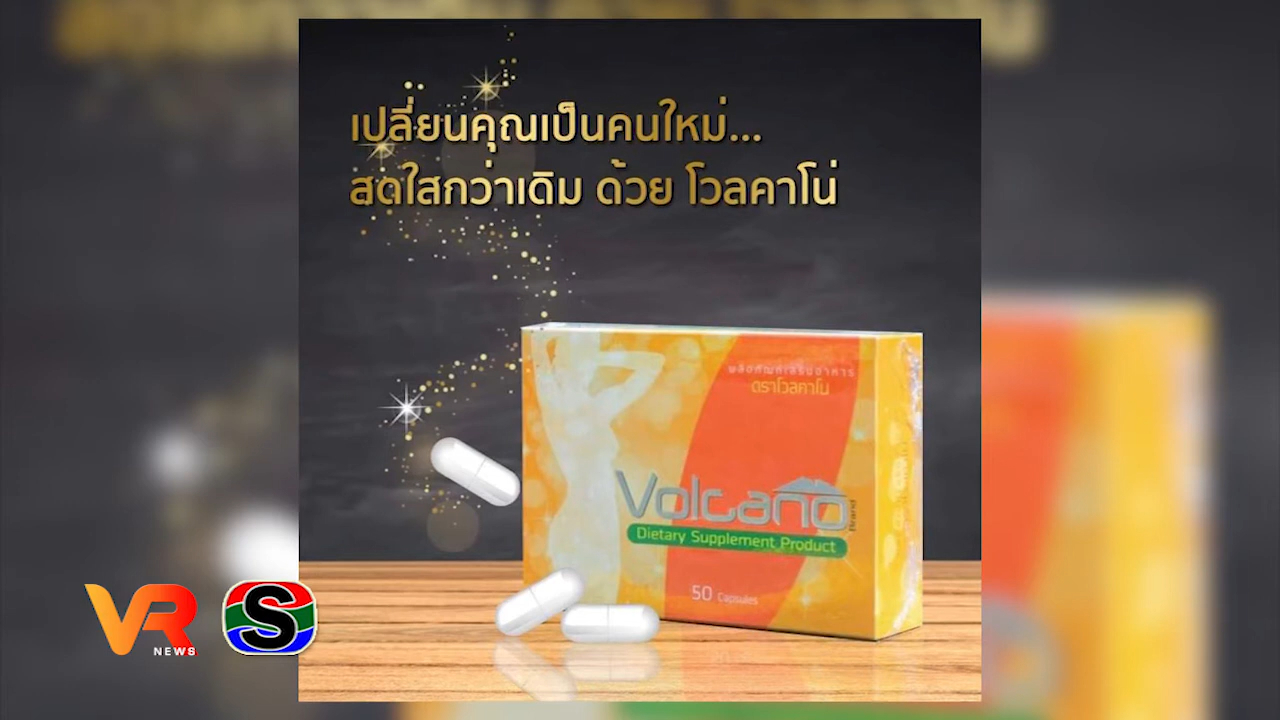 เปลี่ยนคุณเป็นคนใหม่...
สดใสกว่าเดิม ด้วย โวลคาโน่
ผลิตภัณฑ์เสริมอาหาร
ตราโวลคาโน่
Volcano
Brand
Dietary Supplement Product
50 Capsules
VR
NEWS
S